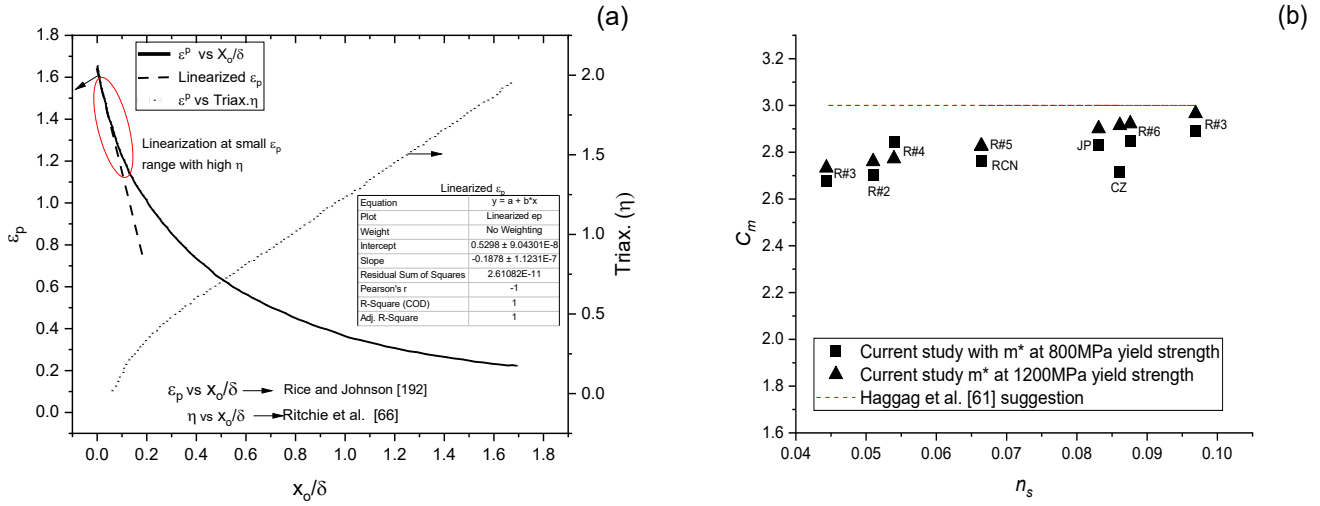 (a)
0.0 0.2 0.4 0.6 0.8 1.0 1.2 1.4 1.6 1.8
0.0
0.2
0.4
0.6
0.8
1.0
1.2
1.4
1.6
1.8
0.0
0.5
1.0
1.5
2.0
εp
Triax. (η)
xo/δ
εp vs Xo/δ
Linearized εp
εp vs Triax.η
Linearization at small εp
range with high η
Linearized εp
Equation y = a + b*x
Plot Linearized ep
Weight No Weighting
Intercept 0.5298 ± 9.04301E-8
Slope -0.1878 ± 1.1231E-7
Residual Sum of Squares 2.61082E-11
Pearson's r -1
R-Square (COD) 1
Adj. R-Square 1
εp vs xo/δ Rice and Johnson [192]
η vs xo/δ Ritchie et al. [66]
(b)
3.2
3.0
2.8
2.6
2.4
2.2
2.0
1.8
1.6
0.04 0.05 0.06 0.07 0.08 0.09 0.10
Cm
ns
R#3
R#2
R#4
R#5
RCN
JP
CZ
R#6
R#3
Current study with m* at 800MPa yield strength
Current study m* at 1200MPa yield strength
Haggag et al. [61] suggestion